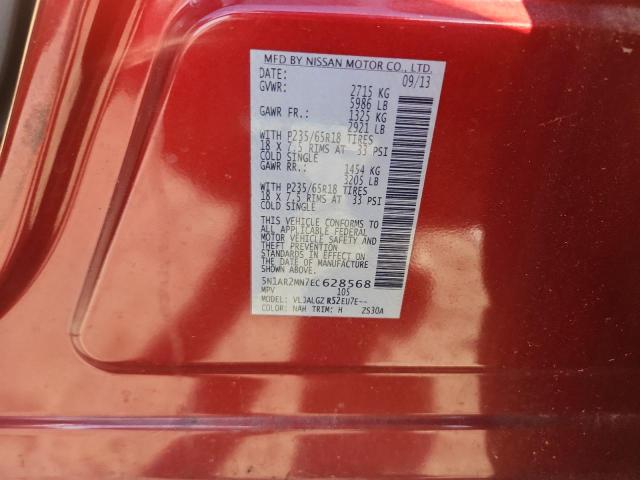 MFD BY NISSAN MOTOR CO., LTD.
DATE: 09/13
GVWR: 2715 KG
5986 LB
GAWR FR.: 1325 KG
2921 LB
WITH P235/65R18 TIRES
18 X 7.5 RIMS AT 33 PSI
COLD SINGLE
GAWR RR.: 1454 KG
3205 LB
WITH P235/65R18 TIRES
18 X 7.5 RIMS AT 33 PSI
COLD SINGLE
THIS VEHICLE CONFORMS TO
ALL APPLICABLE FEDERAL
MOTOR VEHICLE SAFETY AND
THEFT PREVENTION
STANDARDS IN EFFECT ON
THE DATE OF MANUFACTURE
5N1AR2MN7EC628568
MPV 105
MODEL: VLJALGZ R52EU7E--
COLOR: NAH TRIM: H ZS30A